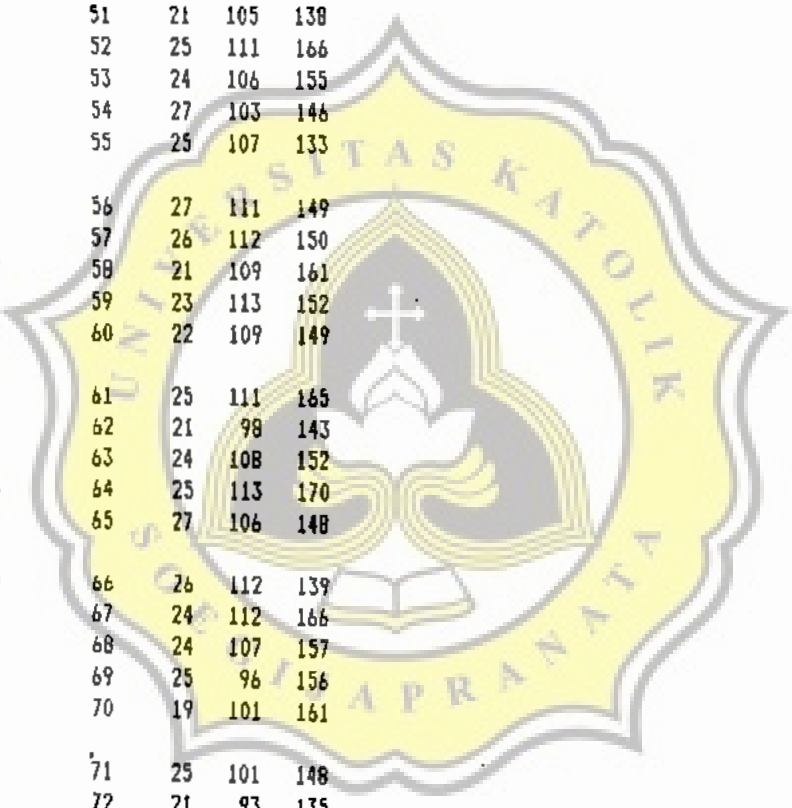 51 21 105 138
52 25 111 166
53 24 106 155
54 27 103 146
55 25 107 133
56 27 111 149
57 26 112 150
58 21 109 161
59 23 113 152
60 22 109 149
61 25 111 165
62 21 98 143
63 24 108 152
64 25 113 170
65 27 106 148
66 26 112 139
67 24 112 166
68 24 107 157
69 25 96 156
70 19 101 161
71 25 101 148
72 21 93 135
UNIVERSITAS KATOLIK
SOEGIJAPRANATA